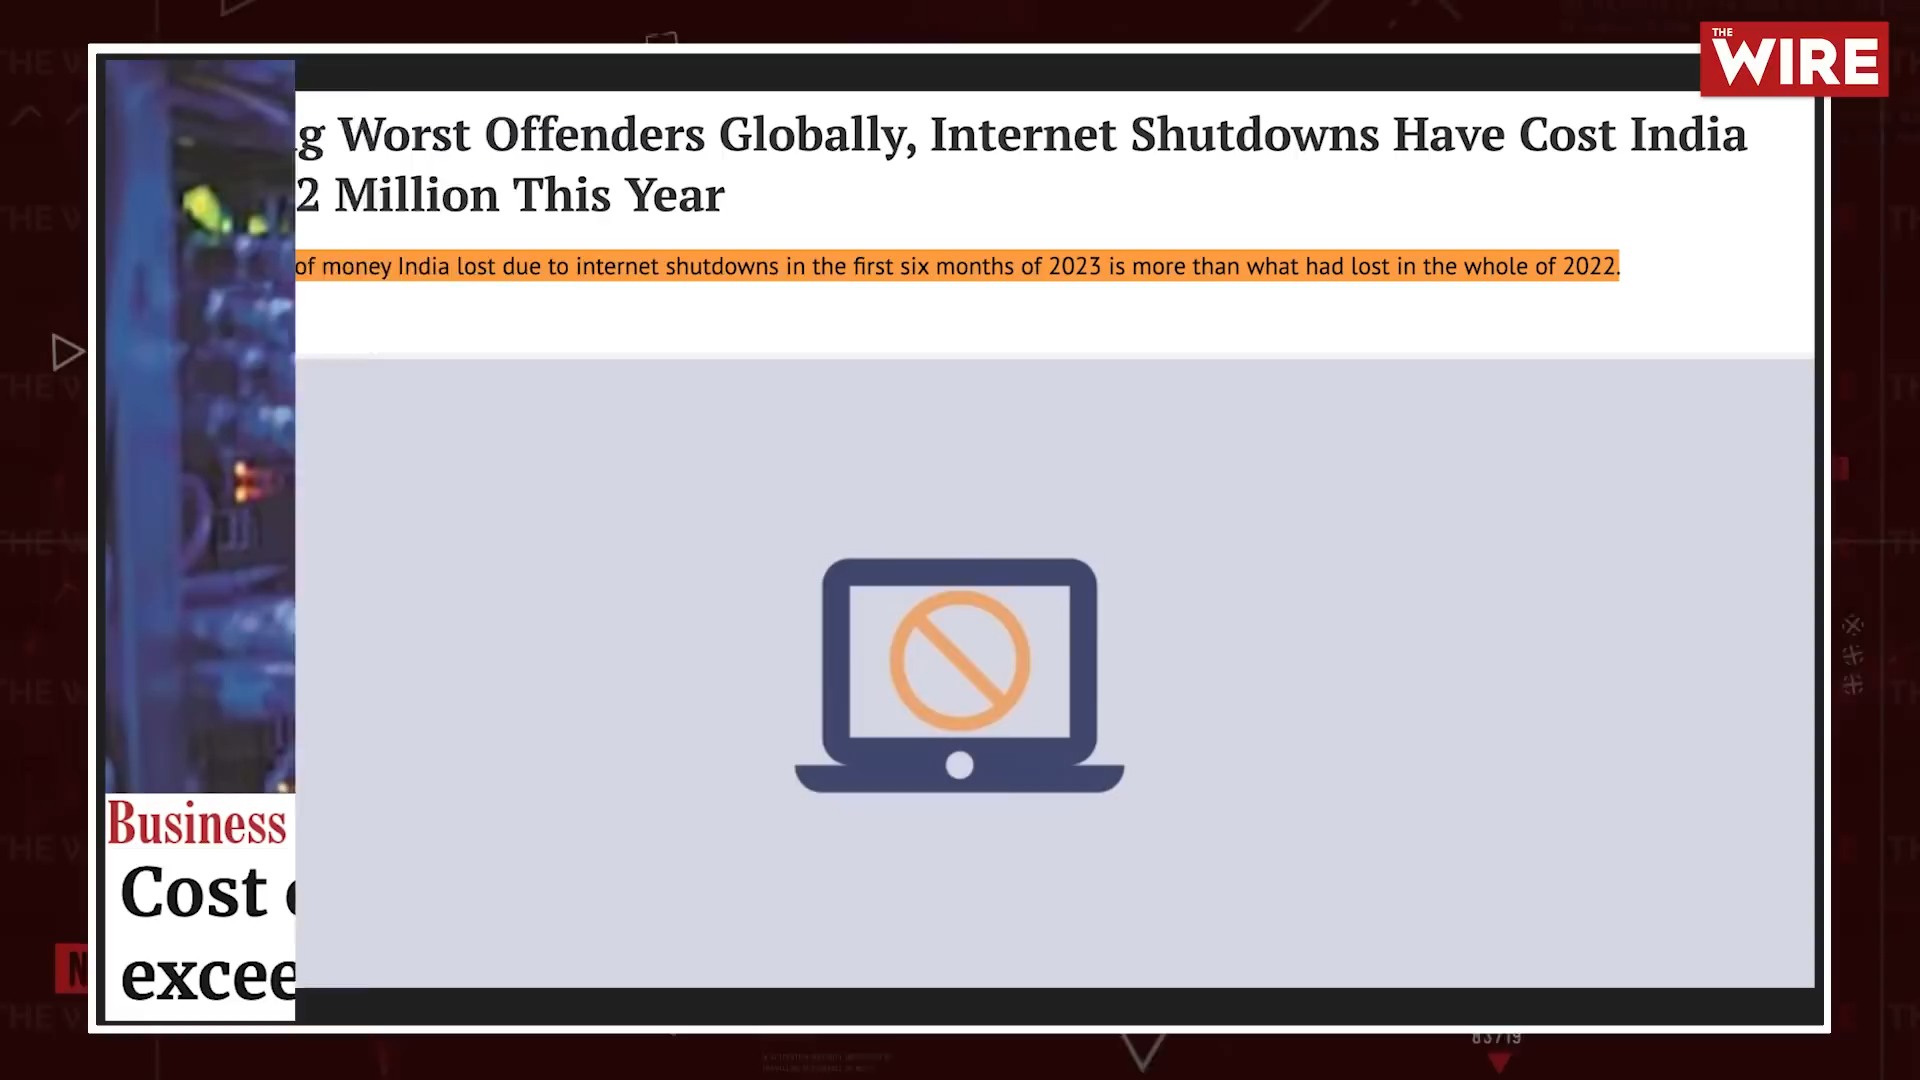 THE
WIRE
g Worst Offenders Globally, Internet Shutdowns Have Cost India
2 Million This Year
of money India lost due to internet shutdowns in the first six months of 2023 is more than what had lost in the whole of 2022.
Business
Cost
excee
83719